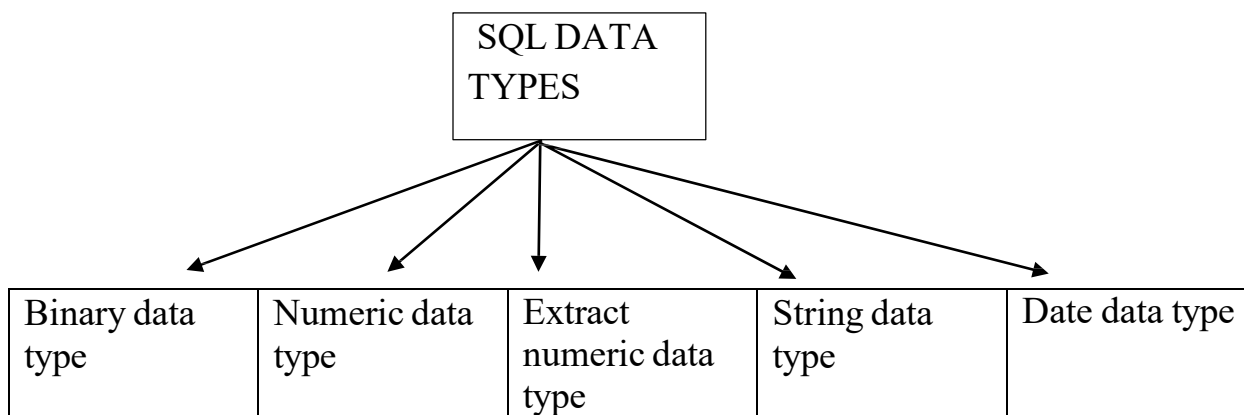 SQL DATA
TYPES
Binary data
type
Numeric data
type
Extract
numeric data
type
String data
type
Date data type